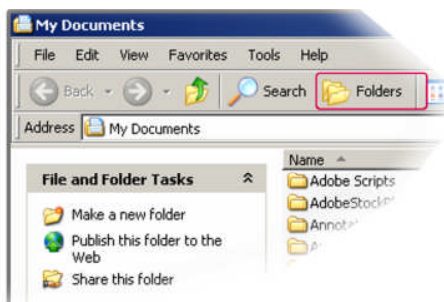 My Documents
File Edit View Favorites Tools Help
Back Search Folders
Address My Documents
File and Folder Tasks
Name
Make a new folder
Adobe Scripts
Publish this folder to the
Web
Share this folder